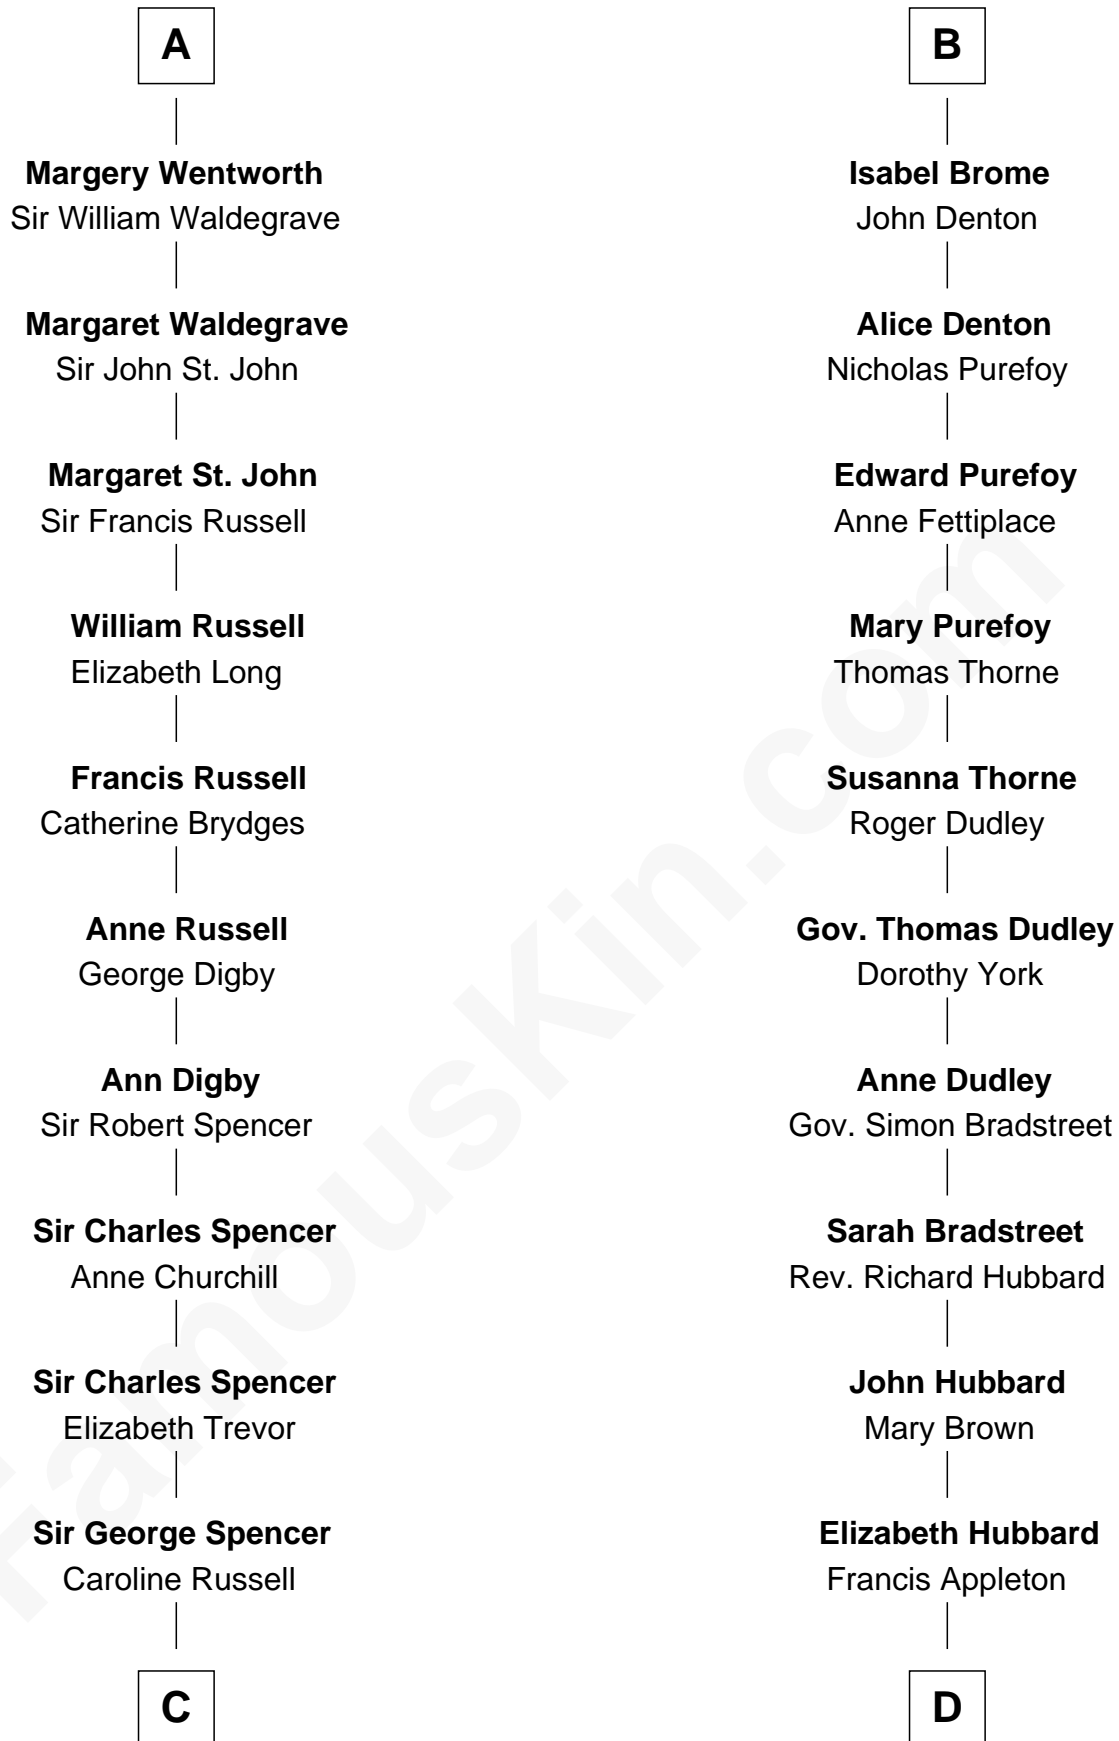 A
Margery Wentworth
Sir William Waldegrave
Margaret Waldegrave
Sir John St. John
Margaret St. John
Sir Francis Russell
William Russell
Elizabeth Long
Francis Russell
Catherine Brydges
Anne Russell
George Digby
Ann Digby
Sir Robert Spencer
Sir Charles Spencer
Anne Churchill
Sir Charles Spencer
Elizabeth Trevor
Sir George Spencer
Caroline Russell
C
B
Isabel Brome
John Denton
Alice Denton
Nicholas Purefoy
Edward Purefoy
Anne Fettiplace
Mary Purefoy
Thomas Thorne
Susanna Thorne
Roger Dudley
Gov. Thomas Dudley
Dorothy York
Anne Dudley
Gov. Simon Bradstreet
Sarah Bradstreet
Rev. Richard Hubbard
John Hubbard
Mary Brown
Elizabeth Hubbard
Francis Appleton
D
FamousKin.com